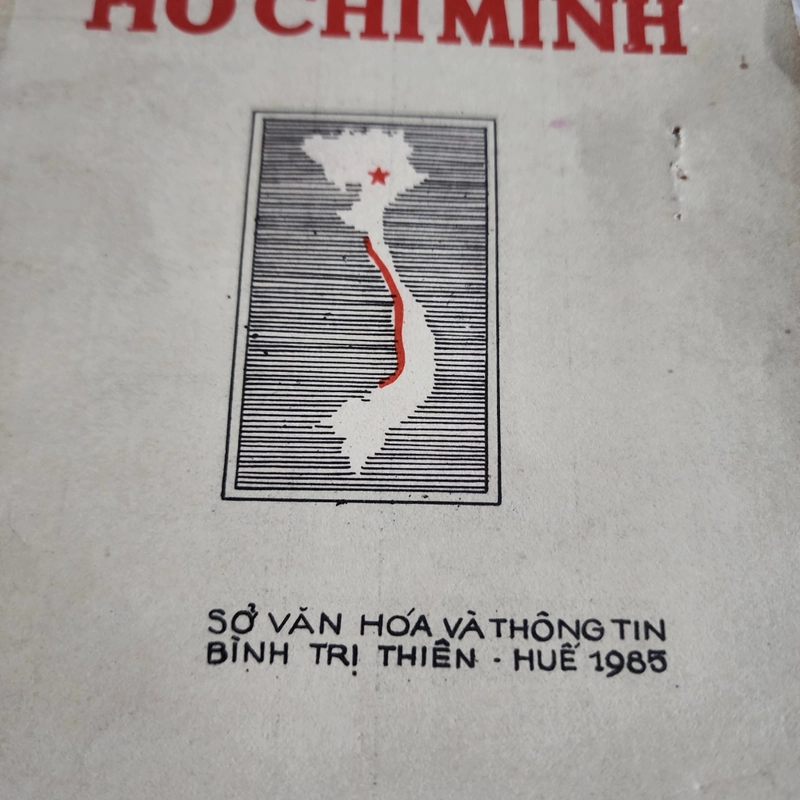 HỒ CHÍ MINH
SỞ VĂN HÓA VÀ THÔNG TIN
BÌNH TRỊ THIÊN - HUẾ 1985